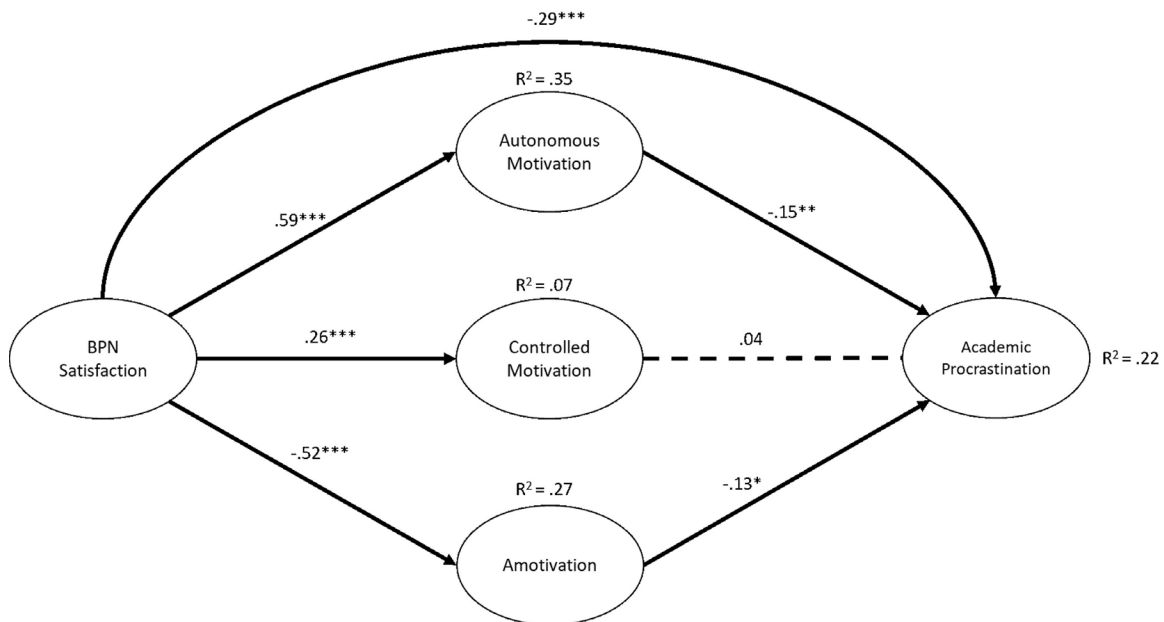 -.29***
R² = .35
Autonomous
Motivation
.59***
-.15**
R² = .07
BPN
Satisfaction
.26***
Controlled
Motivation
.04
Academic
Procrastination
R² = .22
-.52***
R² = .27
-.13*
Amotivation